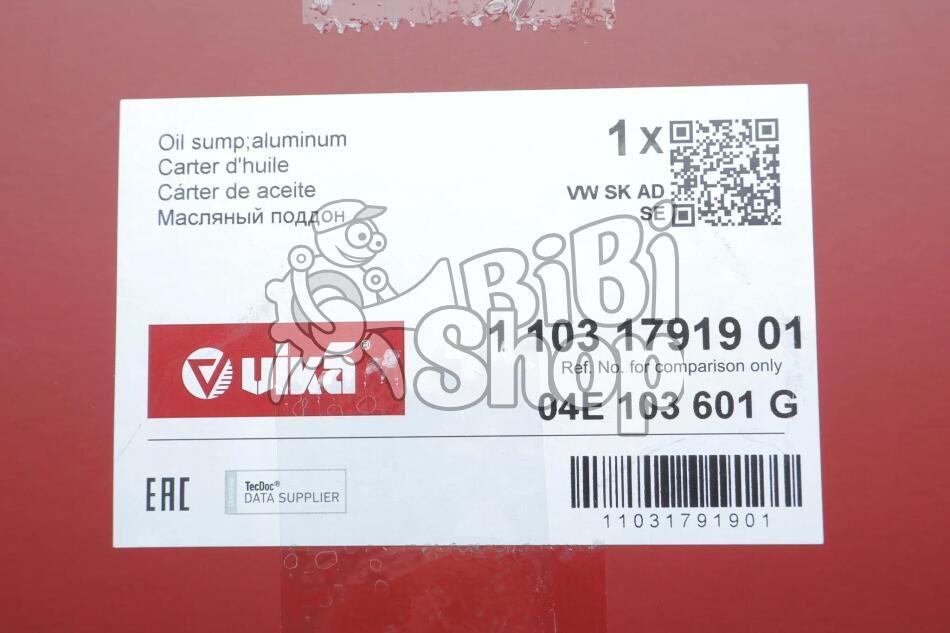 Oil sump;aluminum
Carter d'huile
Cárter de aceite
Масляный поддон
1 x
VW SK AD
SE
BiBi
Shop
vika®
1 103 17919 01
Ref. No. for comparison only
04E 103 601 G
EAC
TecDoc®
DATA SUPPLIER
11031791901